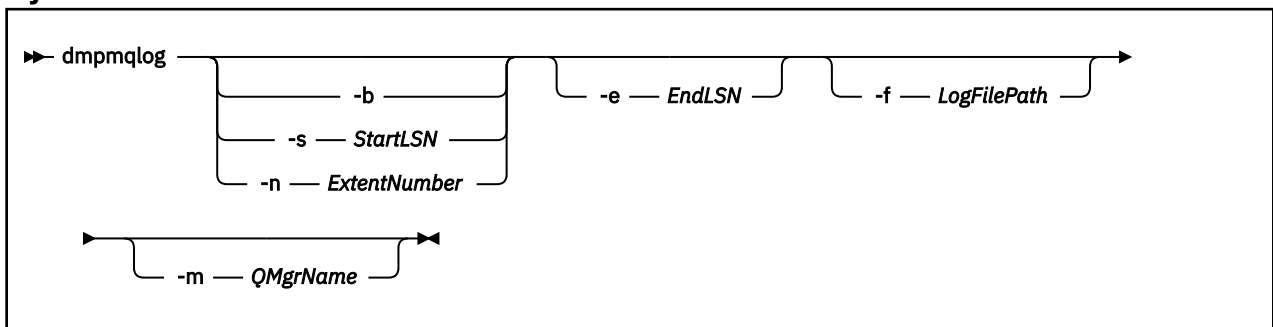 dmpmqlog
-b
-s StartLSN
-n ExtentNumber
-e EndLSN
-f LogFilePath
-m QMgrName